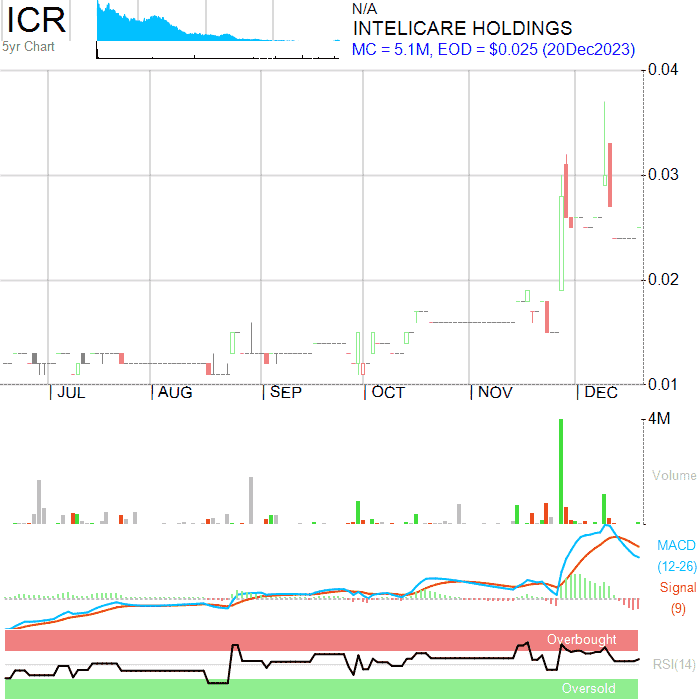 ICR
5yr Chart
N/A
INTELICARE HOLDINGS
MC = 5.1M, EOD = $0.025 (20Dec2023)
0.04
0.03
0.02
0.01
JUL AUG SEP OCT NOV DEC
4M
Volume
MACD
(12-26)
Signal
(9)
Overbought
RSI(14)
Oversold